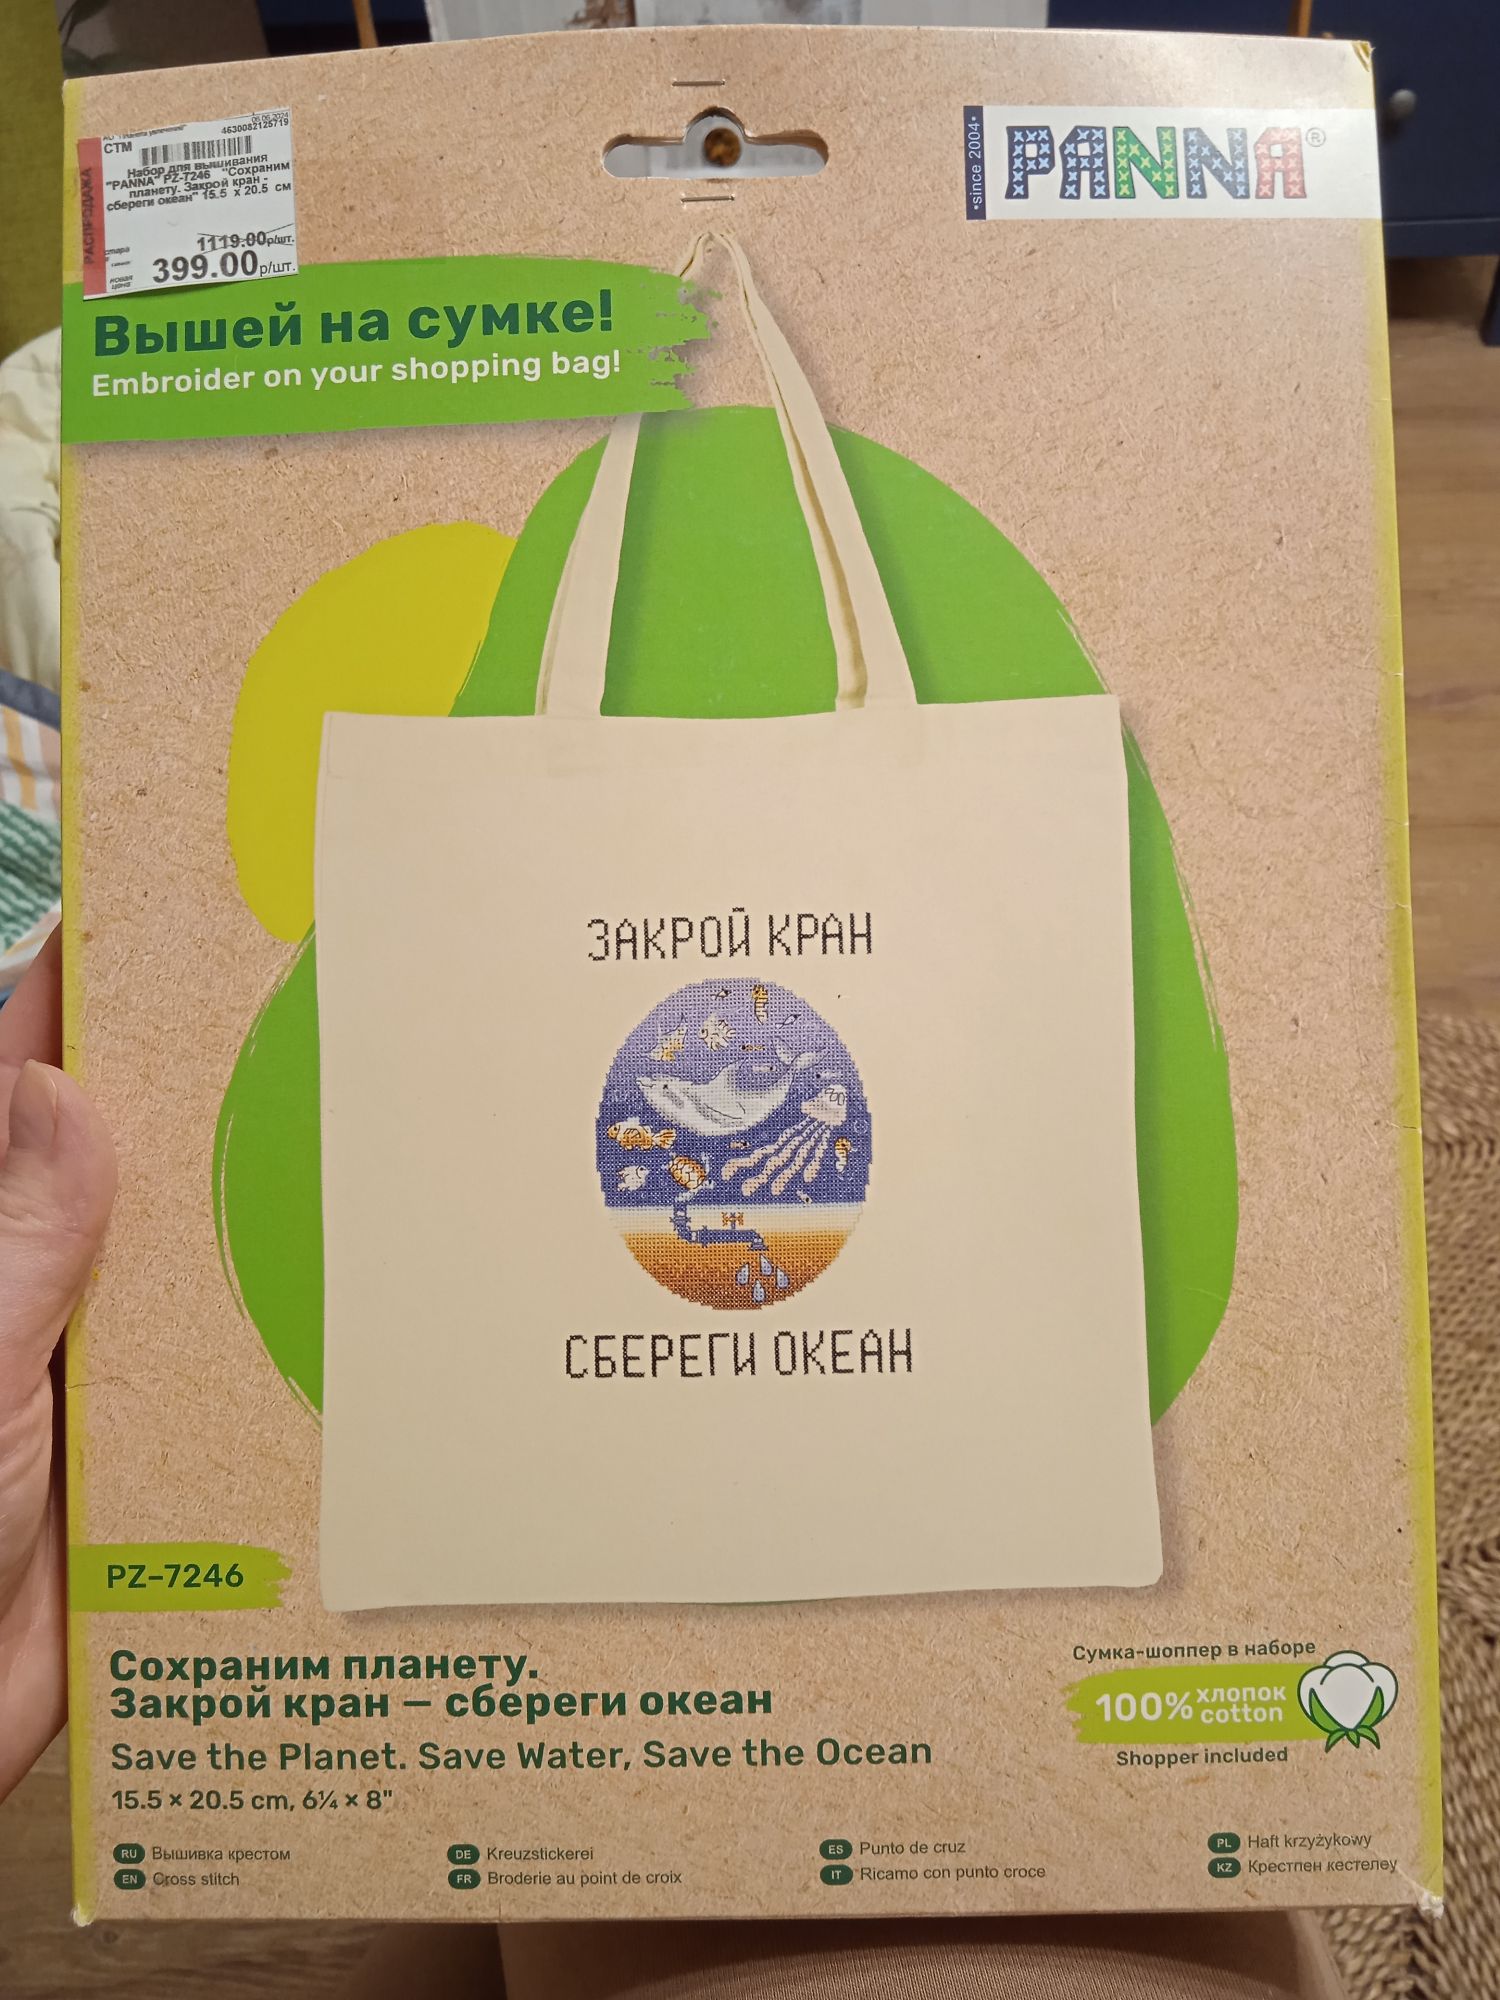 05.06.2024
4630082125719
СТМ
Набор для вышивания
"PANNA" PZ-7246 "Сохраним
планету. Закрой кран -
сбереги океан" 15.5 x 20.5 см
РАСПРОДАЖА
1119.00р/шт.
новая цена
399.00р/шт.
•since 2004•
PANNA®
Вышей на сумке!
Embroider on your shopping bag!
ЗАКРОЙ КРАН
СБЕРЕГИ ОКЕАН
PZ–7246
Сохраним планету.
Закрой кран — сбереги океан
Save the Planet. Save Water, Save the Ocean
15.5 × 20.5 cm, 6¼ × 8"
Сумка-шоппер в наборе
100% хлопок
cotton
Shopper included
RU Вышивка крестом
EN Cross stitch
DE Kreuzstickerei
FR Broderie au point de croix
ES Punto de cruz
IT Ricamo con punto croce
PL Haft krzyżykowy
KZ Крестпен кестелеу